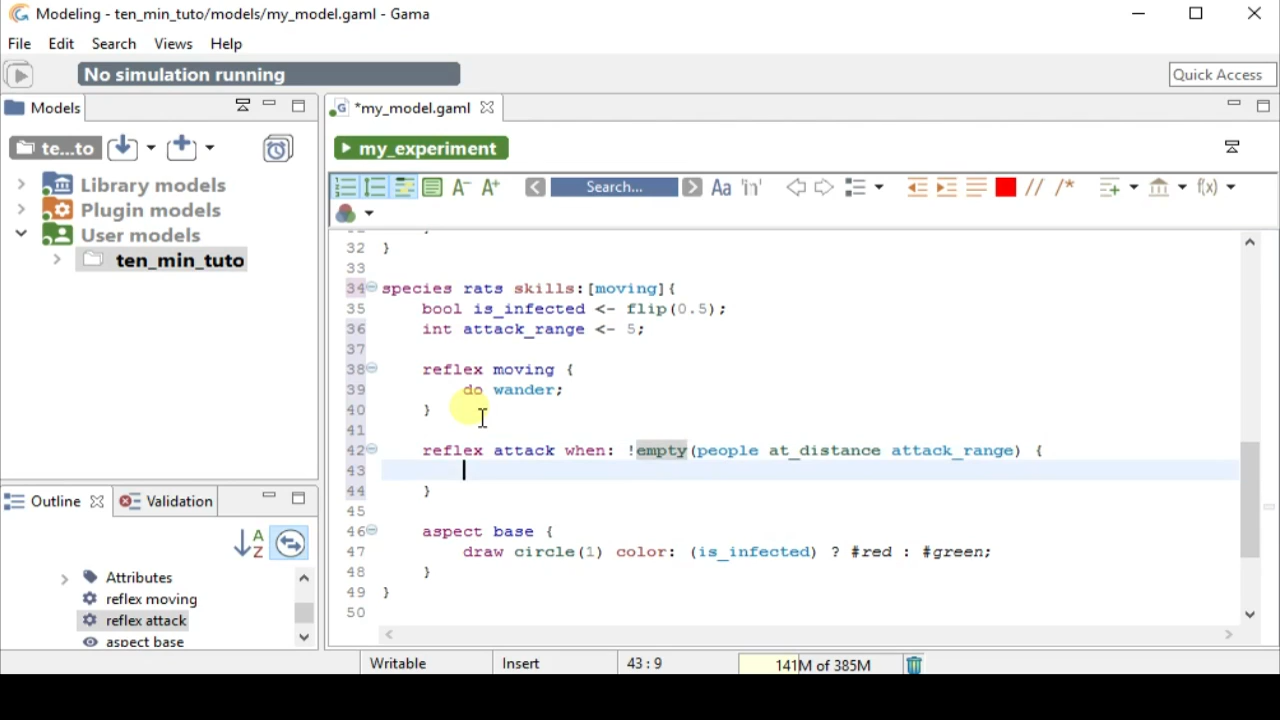 Modeling - ten_min_tuto/models/my_model.gaml - Gama
File Edit Search Views Help
No simulation running
Quick Access
Models
*my_model.gaml
te...to
my_experiment
Library models
Plugin models
User models
ten_min_tuto
A- A+ Search... Aa 'in' // /* f(x)
32 }
33
34 species rats skills:[moving]{
35 bool is_infected <- flip(0.5);
36 int attack_range <- 5;
37
38 reflex moving {
39 do wander;
40 }
41
42 reflex attack when: !empty(people at_distance attack_range) {
43
44 }
45
46 aspect base {
47 draw circle(1) color: (is_infected) ? #red : #green;
48 }
49 }
50
Outline Validation
A
Z
Attributes
reflex moving
reflex attack
aspect base
Writable Insert 43 : 9 141M of 385M